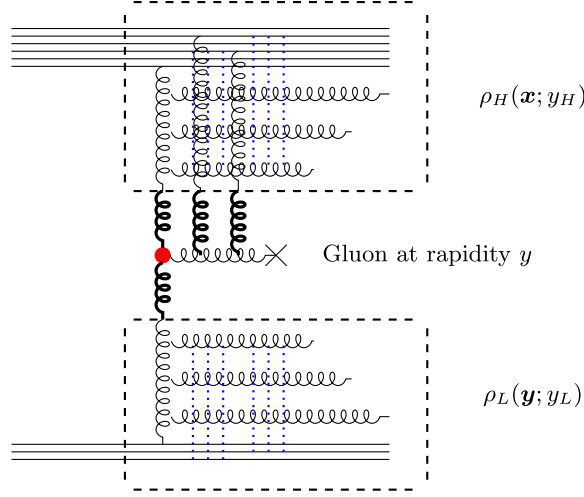 ρ_H(𝒙; y_H)
Gluon at rapidity y
ρ_L(𝒚; y_L)